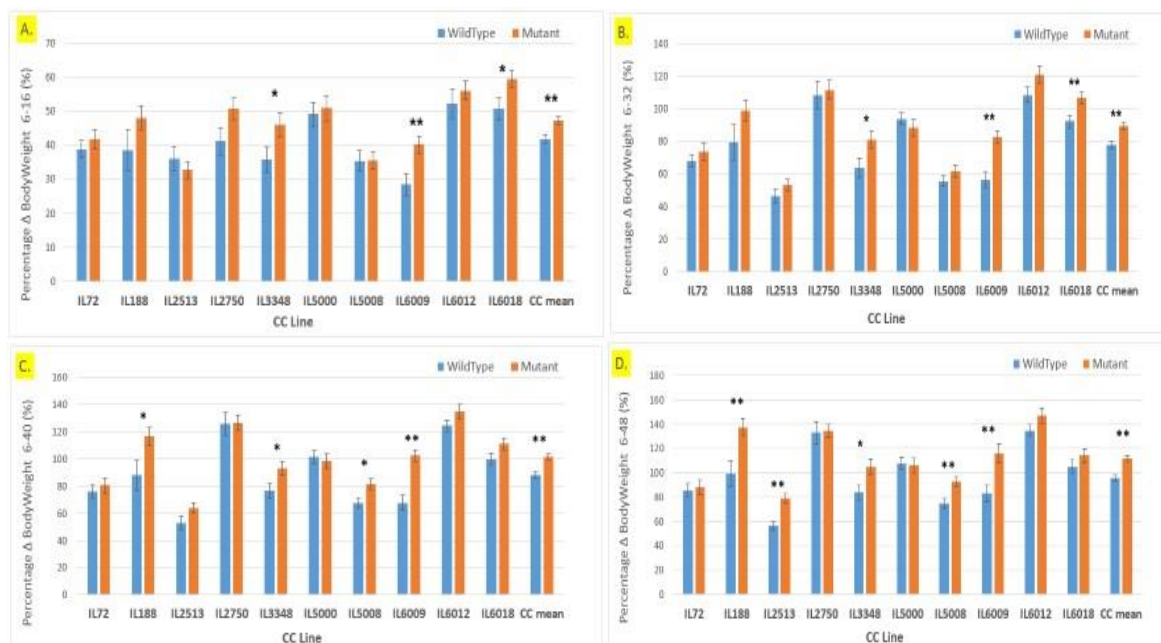 A.
WildType Mutant
Percentage Δ BodyWeight 6-16 (%)
70
60
50
40
30
20
10
0
*
**
*
**
IL72 IL188 IL2513 IL2750 IL3348 IL5000 IL5008 IL6009 IL6012 IL6018 CC mean
CC Line
B.
WildType Mutant
Percentage Δ BodyWeight 6-32 (%)
140
120
100
80
60
40
20
0
*
**
**
**
IL72 IL188 IL2513 IL2750 IL3348 IL5000 IL5008 IL6009 IL6012 IL6018 CC mean
CC Line
C.
WildType Mutant
Percentage Δ BodyWeight 6-40 (%)
160
140
120
100
80
60
40
20
0
*
*
*
**
**
IL72 IL188 IL2513 IL2750 IL3348 IL5000 IL5008 IL6009 IL6012 IL6018 CC mean
CC Line
D.
WildType Mutant
Percentage Δ BodyWeight 6-48 (%)
180
160
140
120
100
80
60
40
20
0
**
**
*
**
**
**
IL72 IL188 IL2513 IL2750 IL3348 IL5000 IL5008 IL6009 IL6012 IL6018 CC mean
CC Line